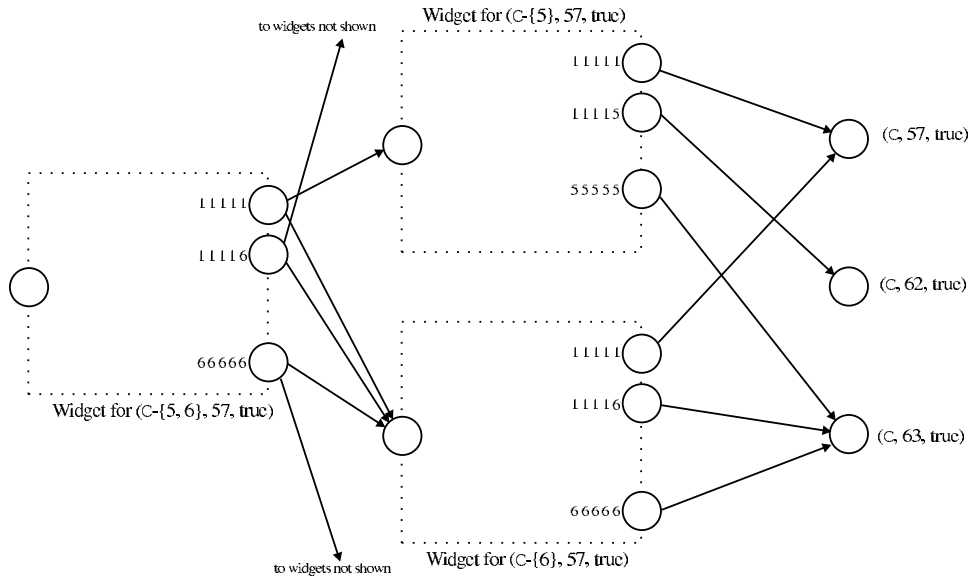 Widget for (C-{5}, 57, true)
to widgets not shown
11111
11115
(C, 57, true)
55555
11111
11116
(C, 62, true)
11111
66666
11116
Widget for (C-{5, 6}, 57, true)
(C, 63, true)
66666
Widget for (C-{6}, 57, true)
to widgets not shown